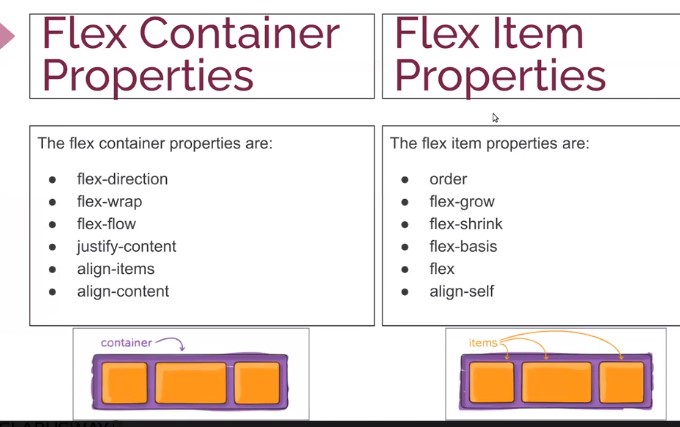 Flex Container
Properties
Flex Item
Properties
The flex container properties are:
● flex-direction
● flex-wrap
● flex-flow
● justify-content
● align-items
● align-content
The flex item properties are:
● order
● flex-grow
● flex-shrink
● flex-basis
● flex
● align-self
container
items